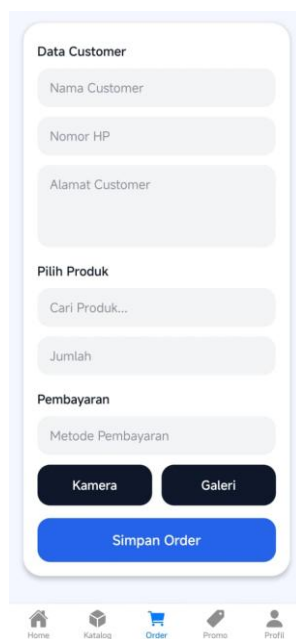 Data Customer
Nama Customer
Nomor HP
Alamat Customer
Pilih Produk
Cari Produk...
Jumlah
Pembayaran
Metode Pembayaran
Kamera Galeri
Simpan Order
Home Katalog Order Promo Profil